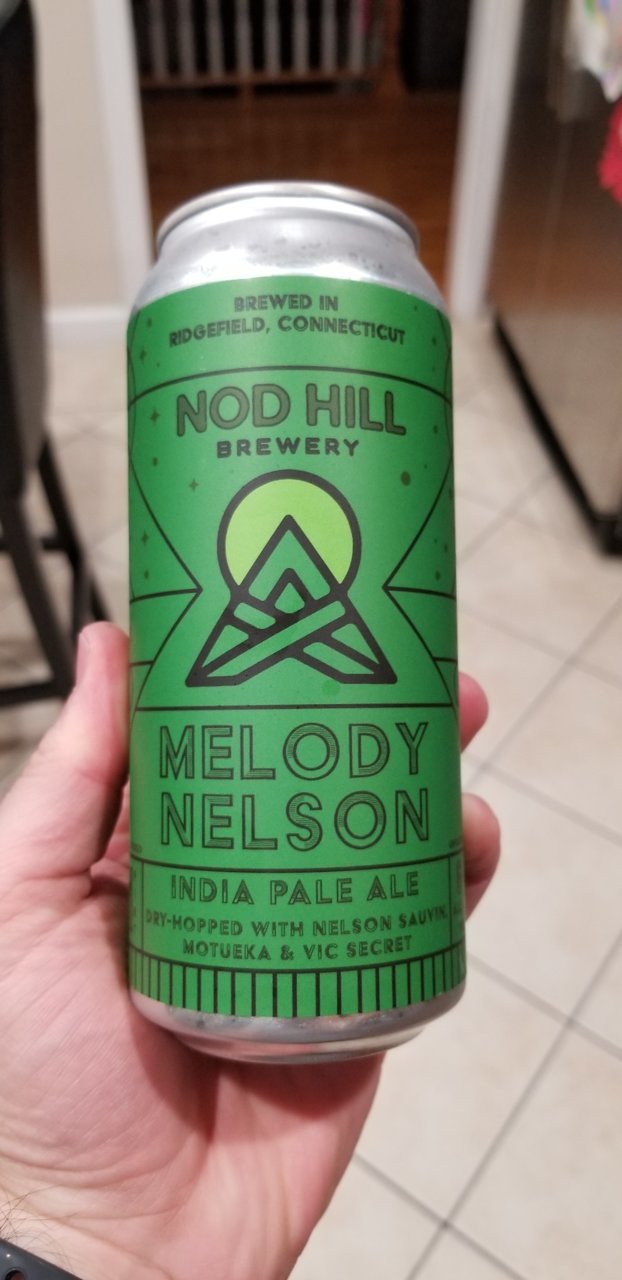 BREWED IN
RIDGEFIELD, CONNECTICUT
NOD HILL
BREWERY
MELODY
NELSON
INDIA PALE ALE
DRY-HOPPED WITH NELSON SAUVIN,
MOTUEKA & VIC SECRET